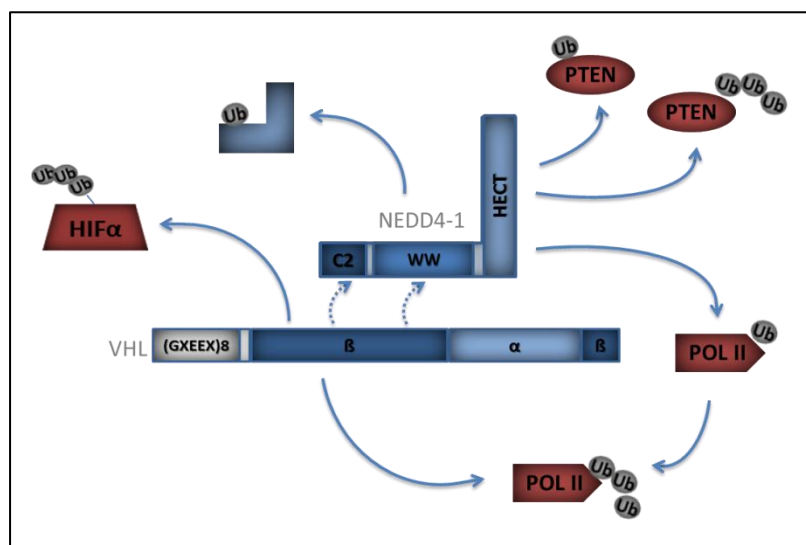 Ub
PTEN
Ub Ub Ub
PTEN
Ub
Ub Ub Ub
HIFα
NEDD4-1
HECT
C2 WW
Ub
POL II
VHL (GXEEX)8 ß α ß
POL II Ub Ub Ub